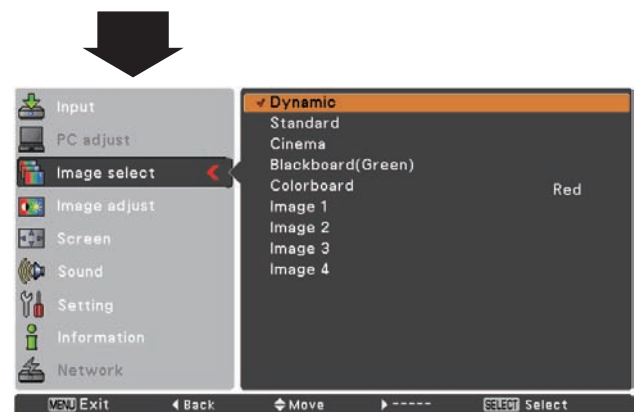 Input
PC adjust
Image select
Image adjust
Screen
Sound
Setting
Information
Network
Dynamic
Standard
Cinema
Blackboard(Green)
Colorboard Red
Image 1
Image 2
Image 3
Image 4
MENU Exit Back Move ----- SELECT Select